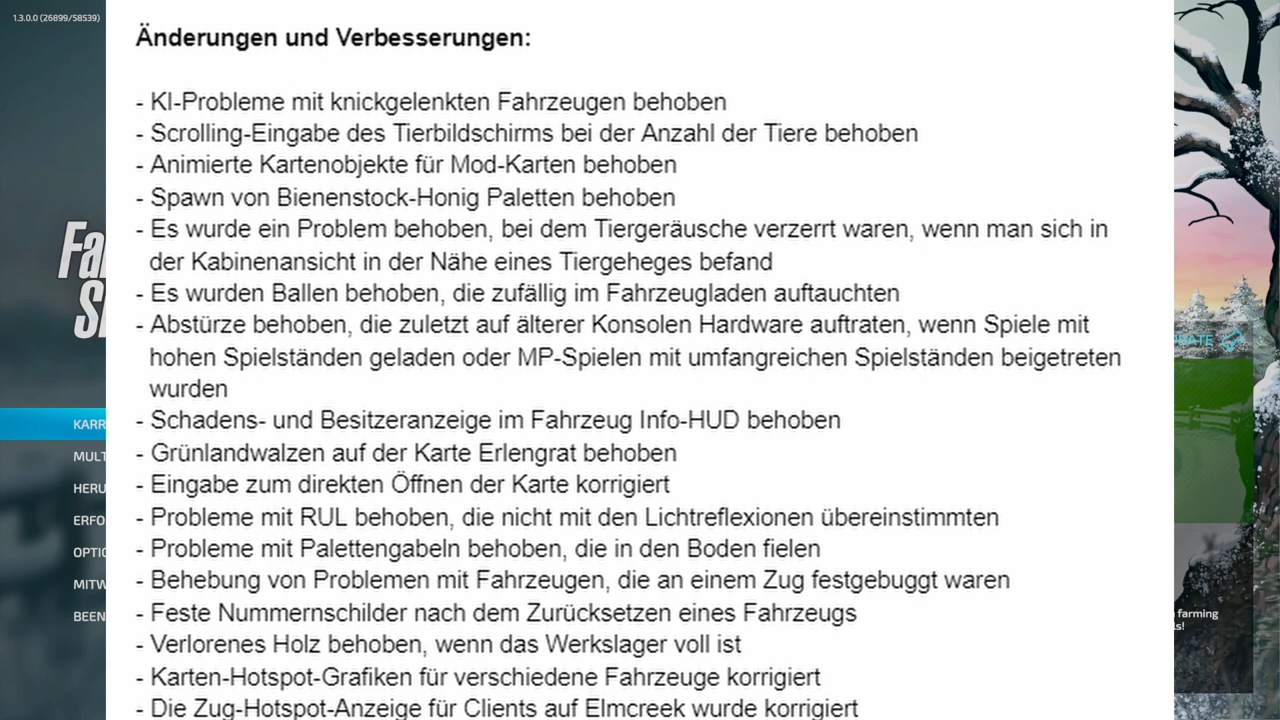 1.3.0.0 (26899/58539)
Änderungen und Verbesserungen:
- KI-Probleme mit knickgelenkten Fahrzeugen behoben
- Scrolling-Eingabe des Tierbildschirms bei der Anzahl der Tiere behoben
- Animierte Kartenobjekte für Mod-Karten behoben
- Spawn von Bienenstock-Honig Paletten behoben
- Es wurde ein Problem behoben, bei dem Tiergeräusche verzerrt waren, wenn man sich in
der Kabinenansicht in der Nähe eines Tiergeheges befand
- Es wurden Ballen behoben, die zufällig im Fahrzeugladen auftauchten
- Abstürze behoben, die zuletzt auf älterer Konsolen Hardware auftraten, wenn Spiele mit
hohen Spielständen geladen oder MP-Spielen mit umfangreichen Spielständen beigetreten
wurden
- Schadens- und Besitzeranzeige im Fahrzeug Info-HUD behoben
- Grünlandwalzen auf der Karte Erlengrat behoben
- Eingabe zum direkten Öffnen der Karte korrigiert
- Probleme mit RUL behoben, die nicht mit den Lichtreflexionen übereinstimmten
- Probleme mit Palettengabeln behoben, die in den Boden fielen
- Behebung von Problemen mit Fahrzeugen, die an einem Zug festgebuggt waren
- Feste Nummernschilder nach dem Zurücksetzen eines Fahrzeugs
- Verlorenes Holz behoben, wenn das Werkslager voll ist
- Karten-Hotspot-Grafiken für verschiedene Fahrzeuge korrigiert
- Die Zug-Hotspot-Anzeige für Clients auf Elmcreek wurde korrigiert
Fa
S
KARR
MULT
HERU
ERFO
OPTIO
MITW
BEEN
farming